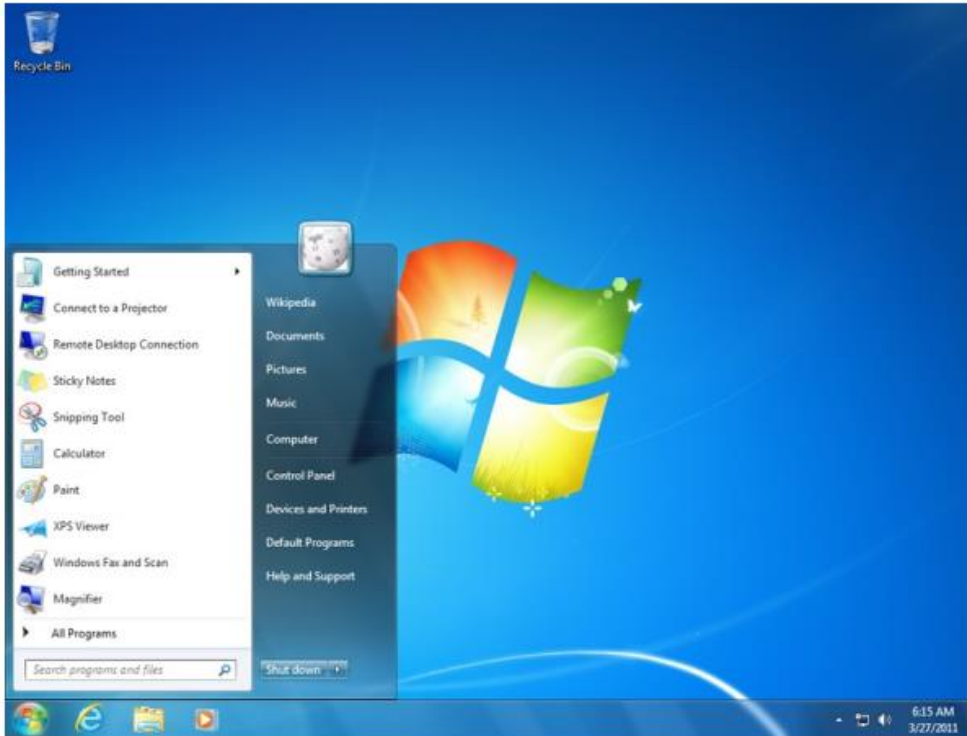 Recycle Bin
Getting Started
Connect to a Projector
Remote Desktop Connection
Sticky Notes
Snipping Tool
Calculator
Paint
XPS Viewer
Windows Fax and Scan
Magnifier
All Programs
Search programs and files
Wikipedia
Documents
Pictures
Music
Computer
Control Panel
Devices and Printers
Default Programs
Help and Support
Shut down
6:15 AM
3/27/2011